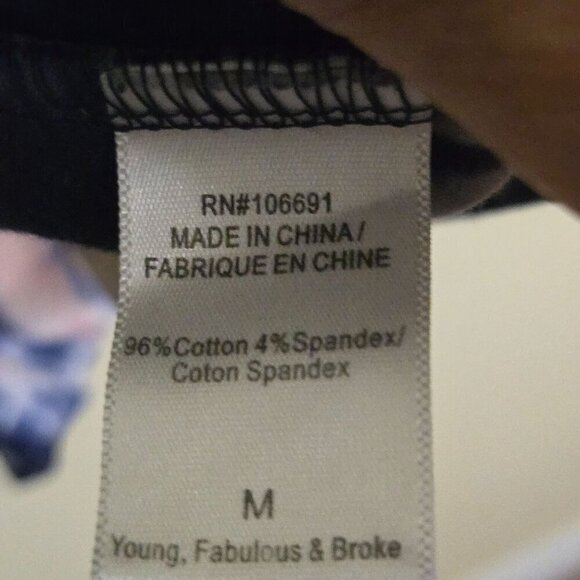 RN#106691
MADE IN CHINA/
FABRIQUE EN CHINE
96%Cotton 4%Spandex/
Coton Spandex
M
Young, Fabulous & Broke